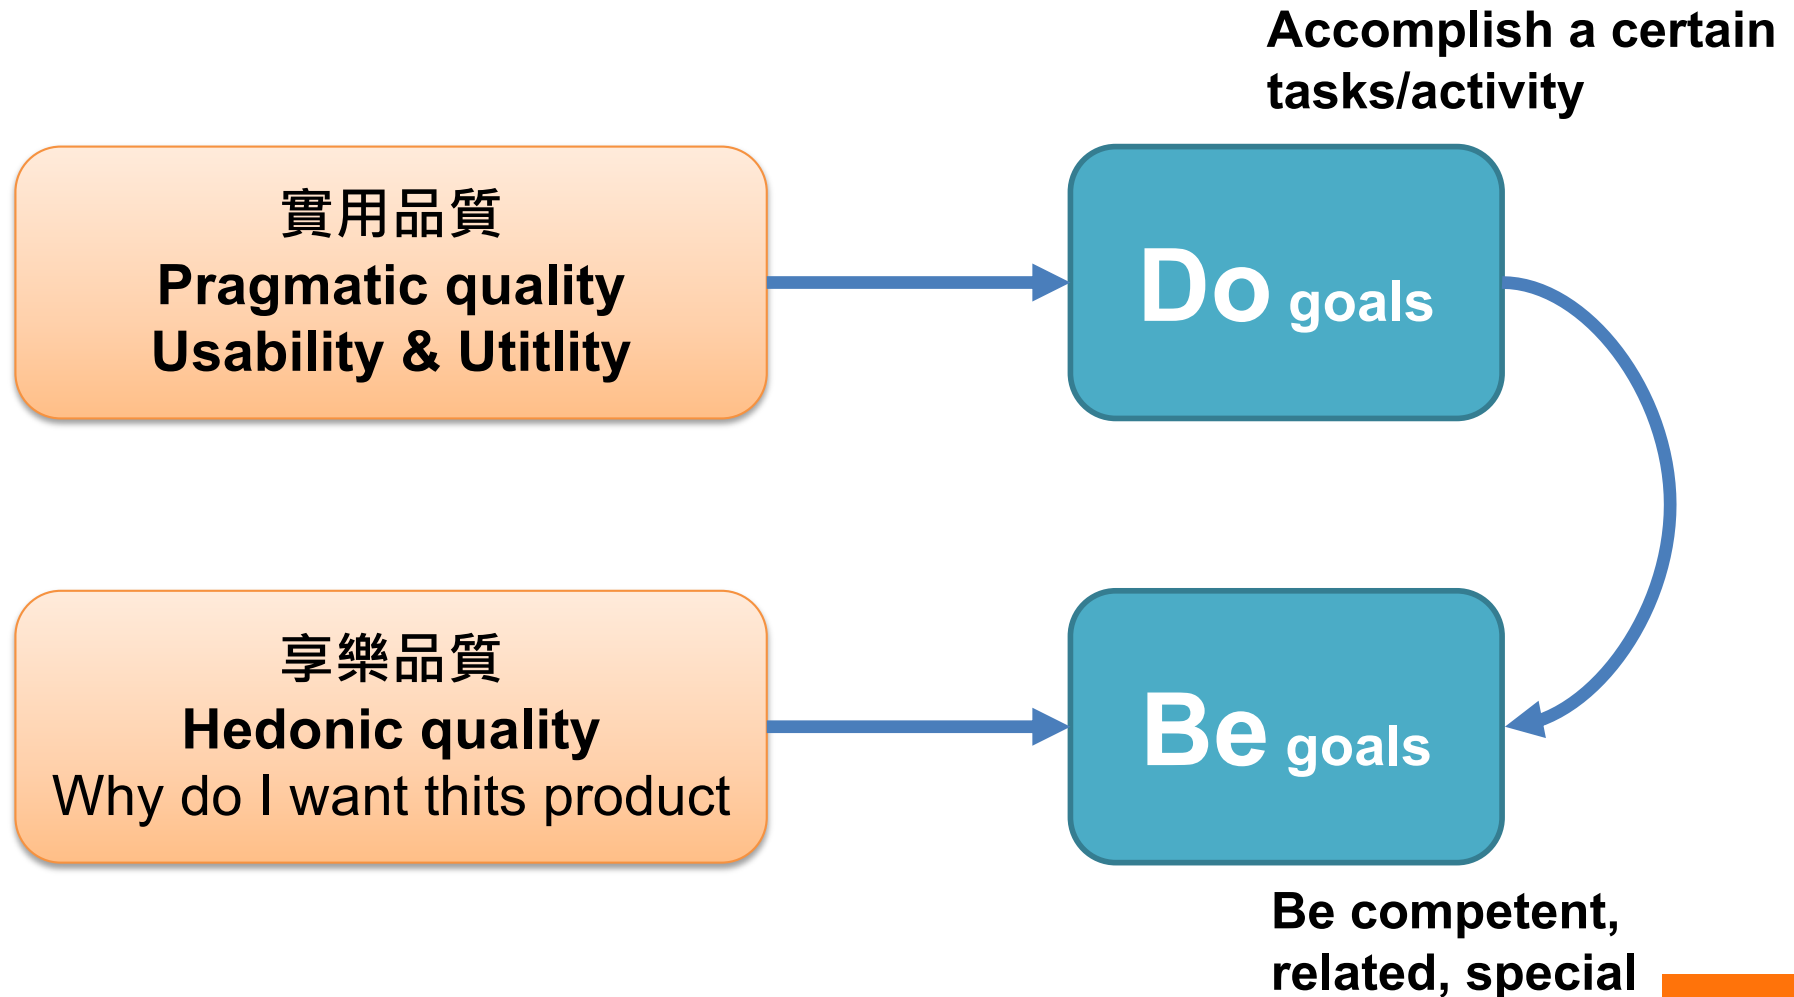 Accomplish a certain
tasks/activity
實用品質
Pragmatic quality
Usability & Utitlity
Do goals
享樂品質
Hedonic quality
Why do I want thits product
Be goals
Be competent,
related, special